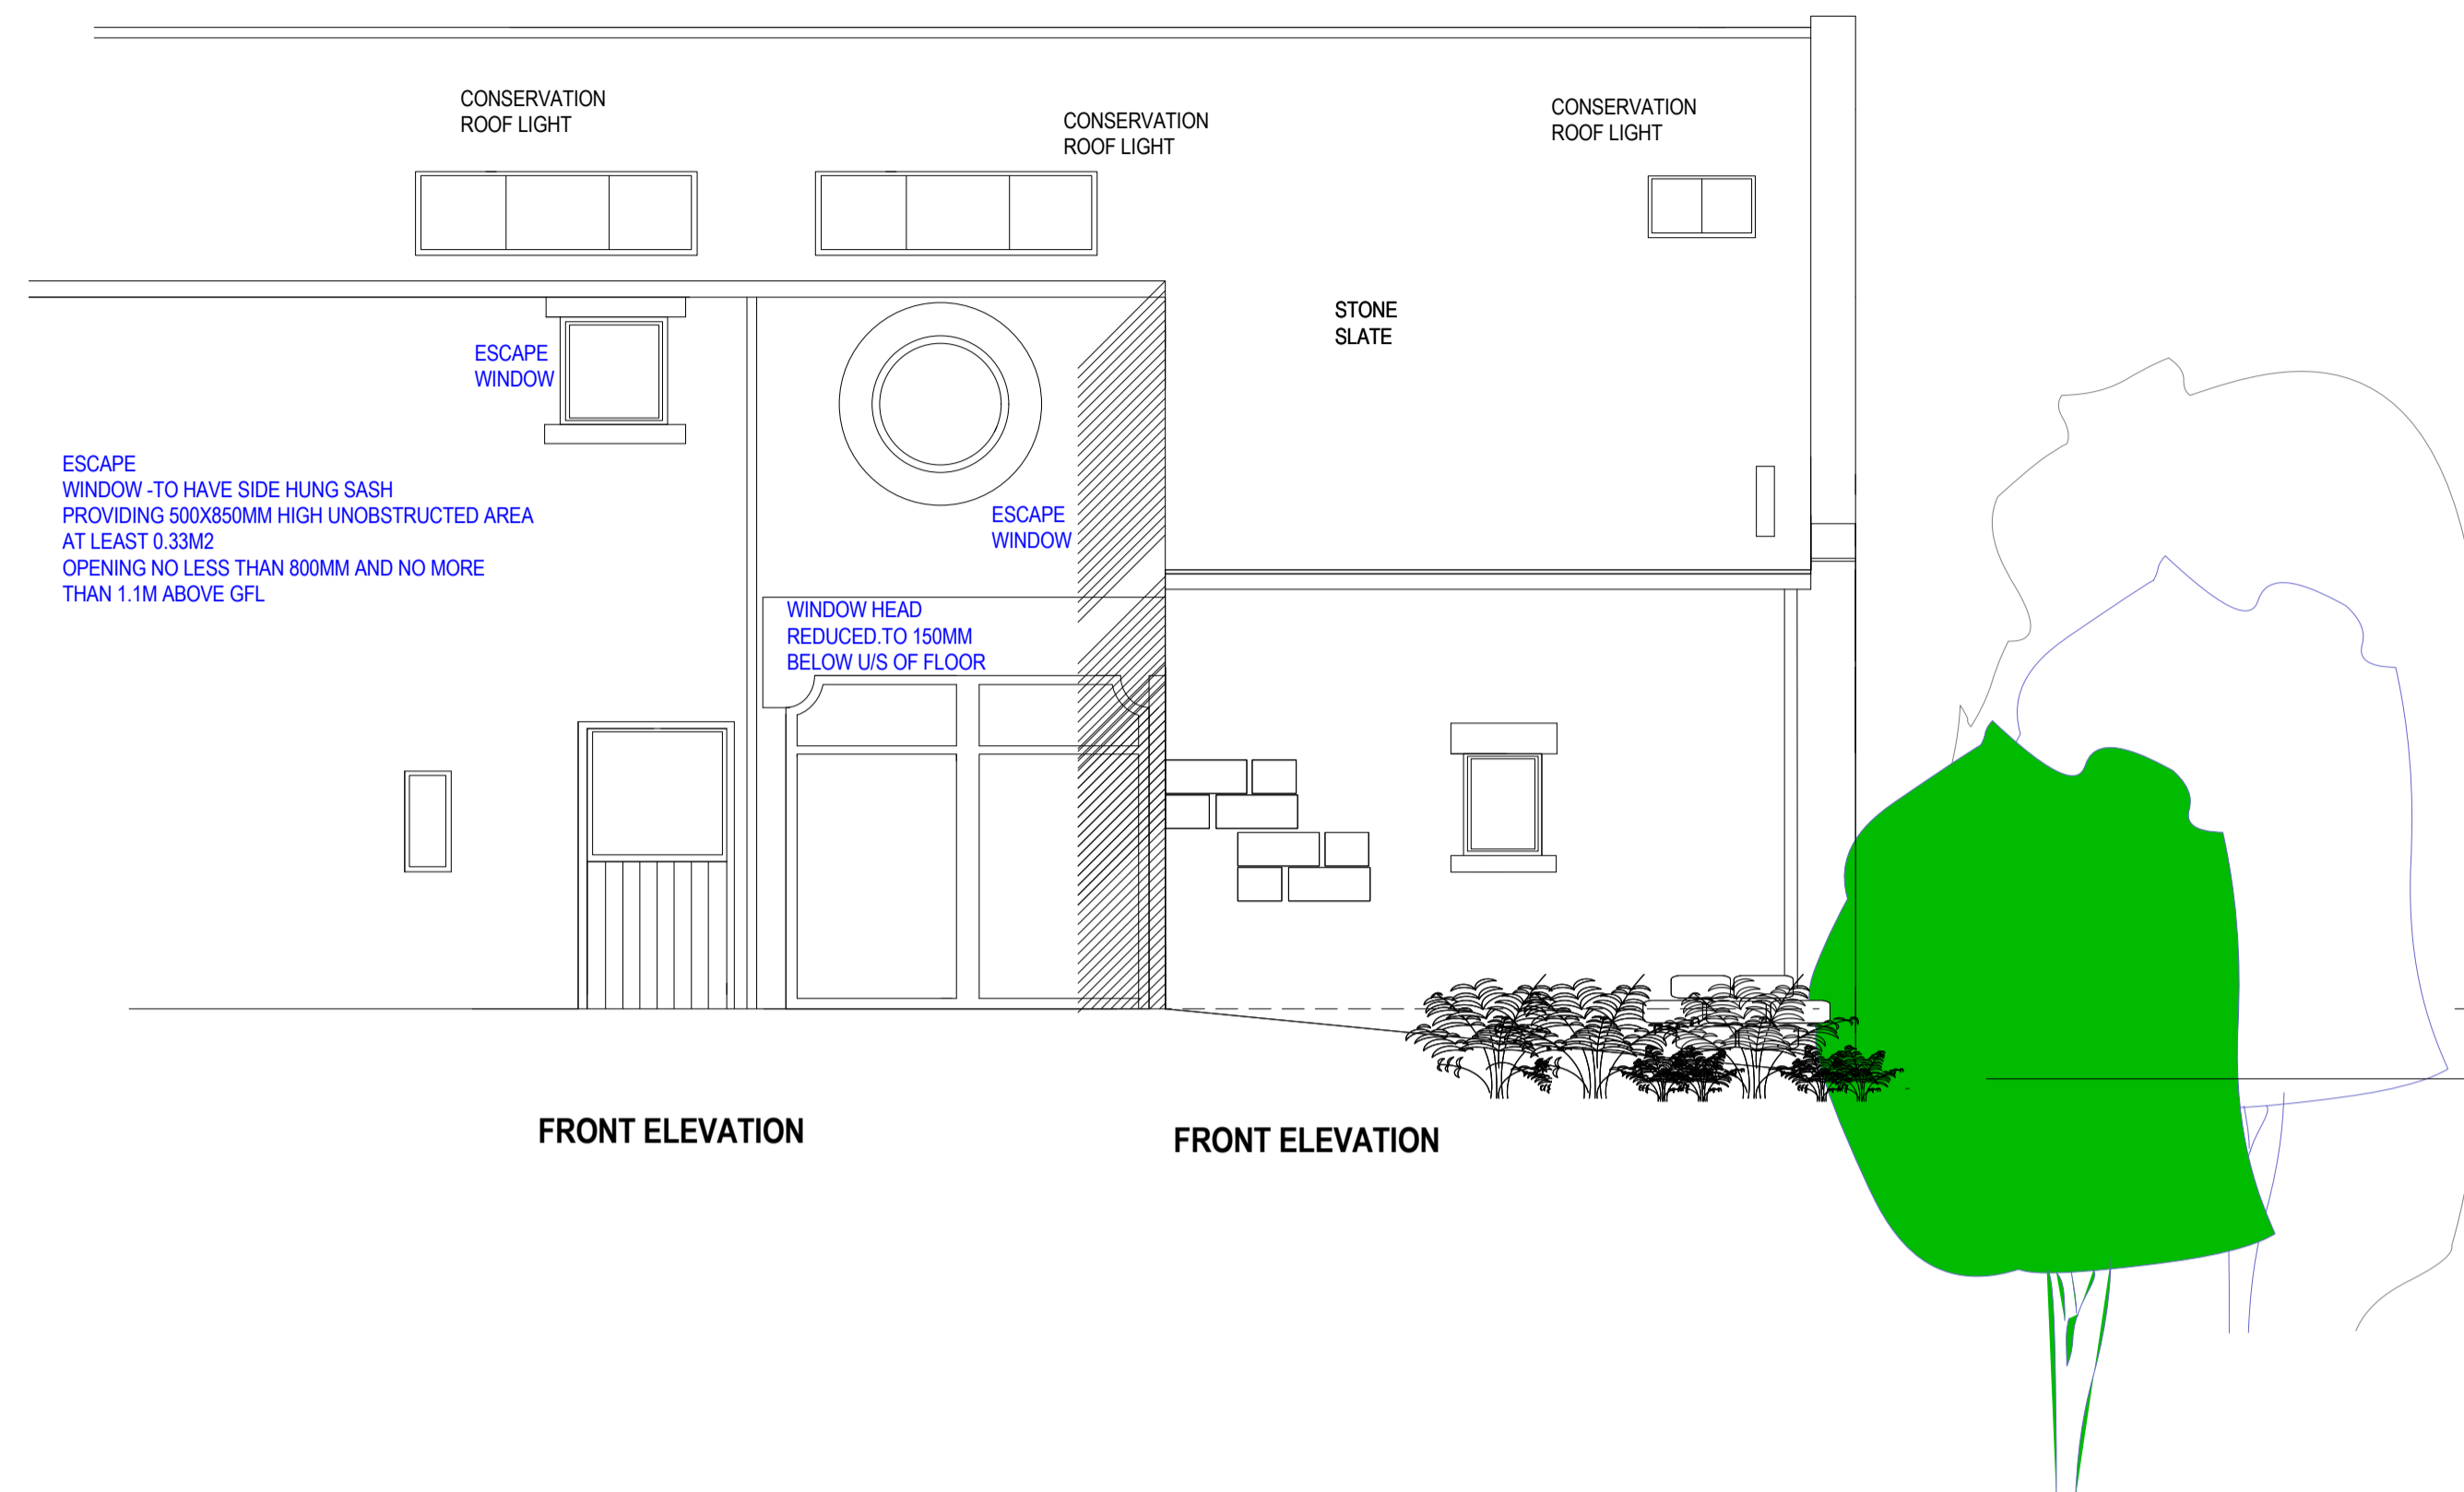 CONSERVATION
ROOF LIGHT
CONSERVATION
ROOF LIGHT
CONSERVATION
ROOF LIGHT
STONE
SLATE
ESCAPE
WINDOW
ESCAPE
WINDOW -TO HAVE SIDE HUNG SASH
PROVIDING 500X850MM HIGH UNOBSTRUCTED AREA
AT LEAST 0.33M2
OPENING NO LESS THAN 800MM AND NO MORE
THAN 1.1M ABOVE GFL
ESCAPE
WINDOW
WINDOW HEAD
REDUCED.TO 150MM
BELOW U/S OF FLOOR
FRONT ELEVATION
FRONT ELEVATION